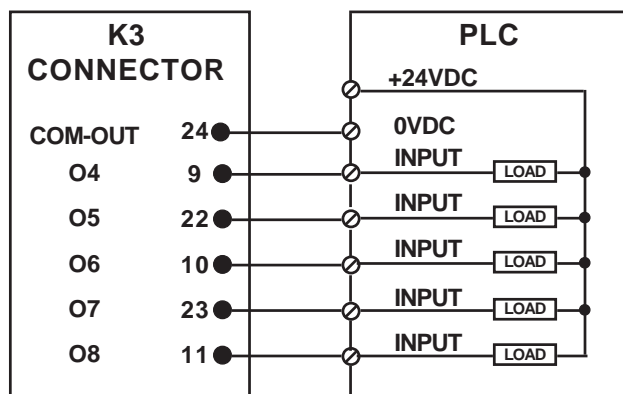 K3
CONNECTOR
PLC
+24VDC
COM-OUT 24 0VDC
O4 9 INPUT LOAD
O5 22 INPUT LOAD
O6 10 INPUT LOAD
O7 23 INPUT LOAD
O8 11 INPUT LOAD